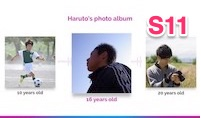 Haruto's photo album
S11
10 years old
16 years old
20 years old